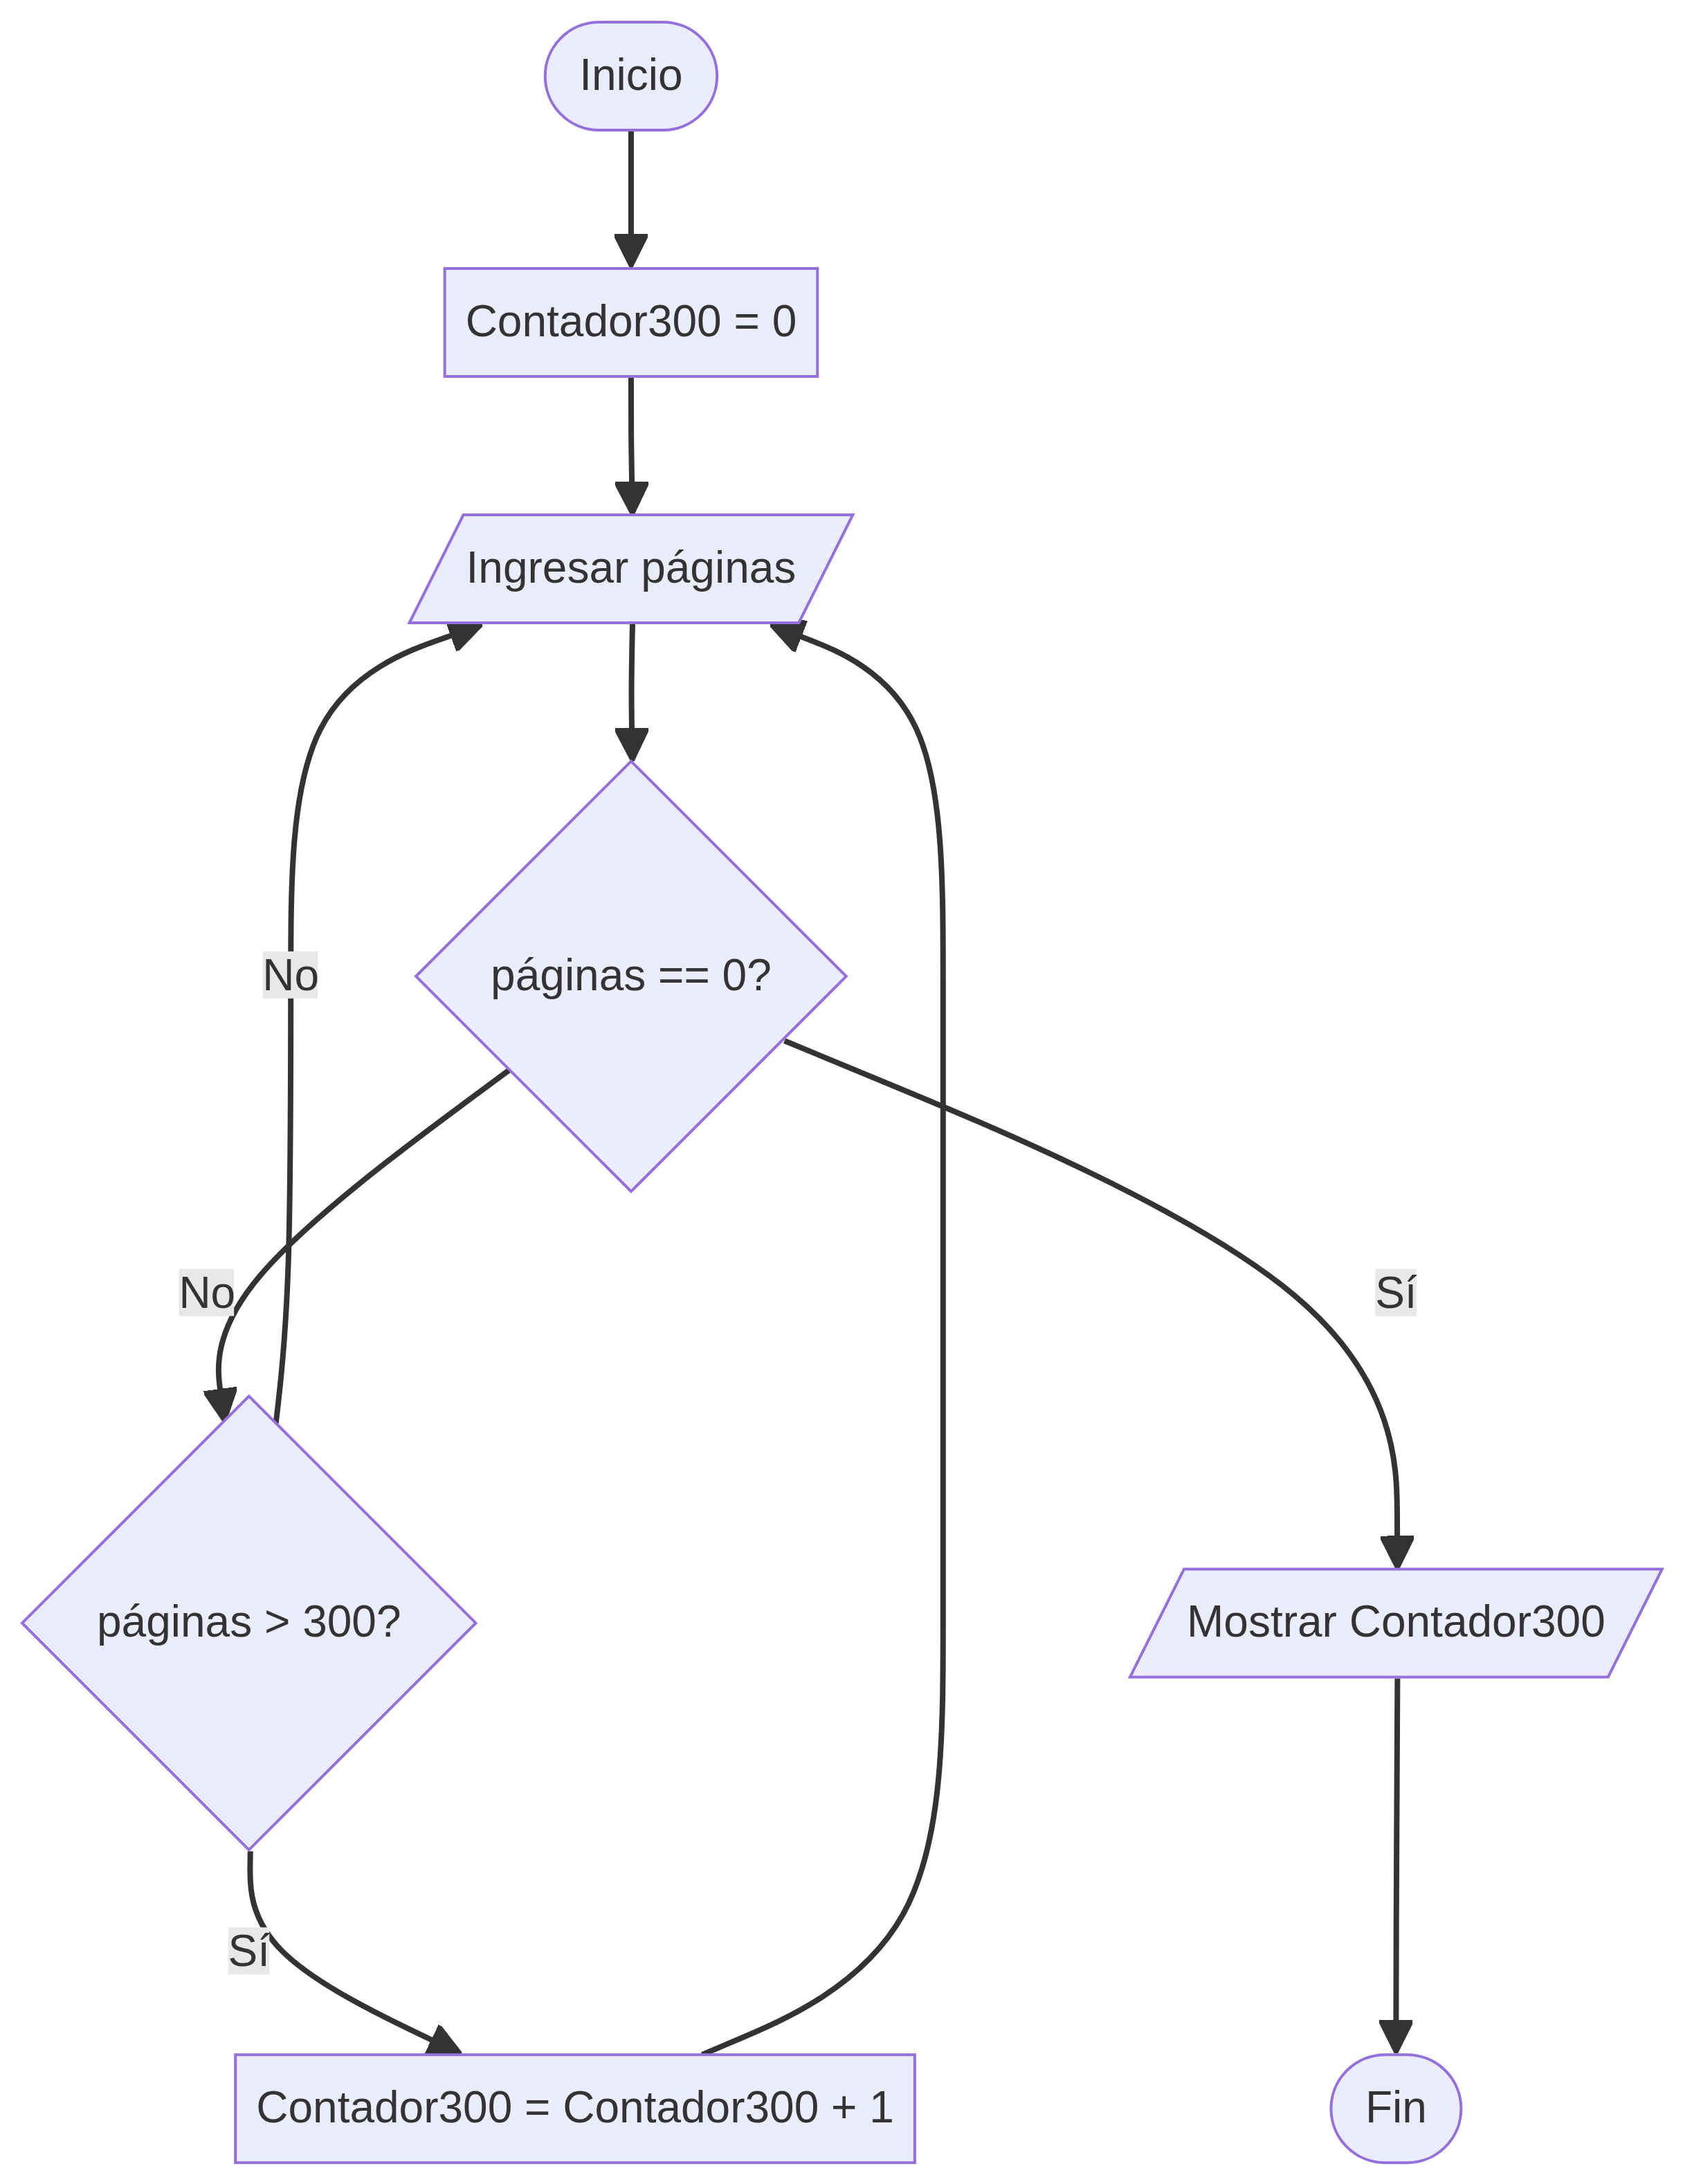 Inicio
Contador300 = 0
Ingresar páginas
páginas == 0?
No
No
Sí
páginas > 300?
Mostrar Contador300
Sí
Contador300 = Contador300 + 1
Fin